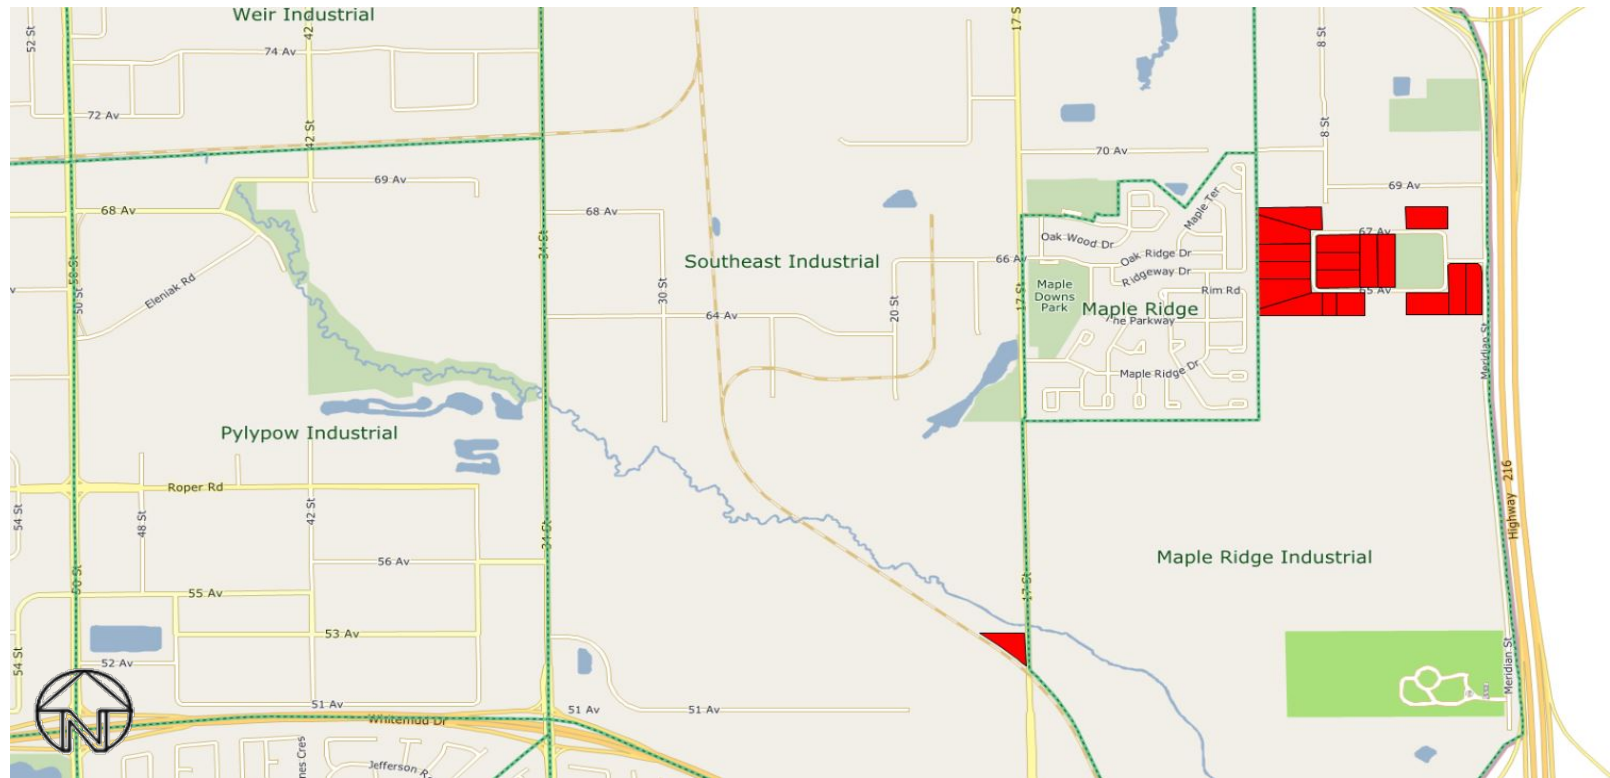 Weir Industrial
52 St
42
17 S
8 St
74 Av
72 Av
42 St
8 St
70 Av
69 Av
69 Av
68 Av
68 Av
Maple Ter
67 Av
Oak Wood Dr
34 St
50 St
50 St
Eleniak Rd
Southeast Industrial
66 Av
Oak Ridge Dr
Ridgeway Dr
30 St
20 St
17 St
Maple
Downs
Park
Rim Rd
65 Av
Maple Ridge
The Parkway
64 Av
Meridian St
Maple Ridge Dr
Pylypow Industrial
Roper Rd
54 St
48 St
42 St
34 St
Highway 216
56 Av
Maple Ridge Industrial
50 St
17 St
55 Av
53 Av
54 St
52 Av
Meridian St
51 Av
51 Av
51 Av
Whitemud Dr
N
nes Cres
Jefferson R